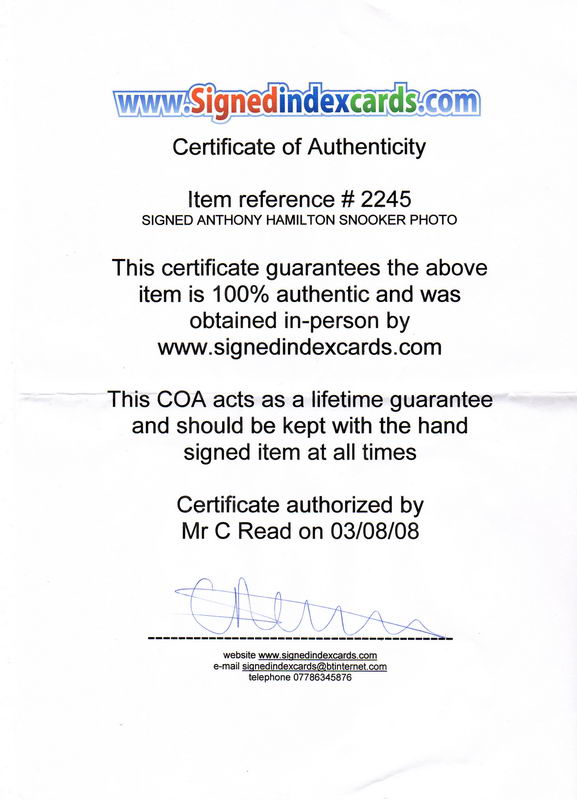 www.Signedindexcards.com
Certificate of Authenticity
Item reference # 2245
SIGNED ANTHONY HAMILTON SNOOKER PHOTO
This certificate guarantees the above
item is 100% authentic and was
obtained in-person by
www.signedindexcards.com
This COA acts as a lifetime guarantee
and should be kept with the hand
signed item at all times
Certificate authorized by
Mr C Read on 03/08/08
website www.signedindexcards.com
e-mail signedindexcards@btinternet.com
telephone 07786345876